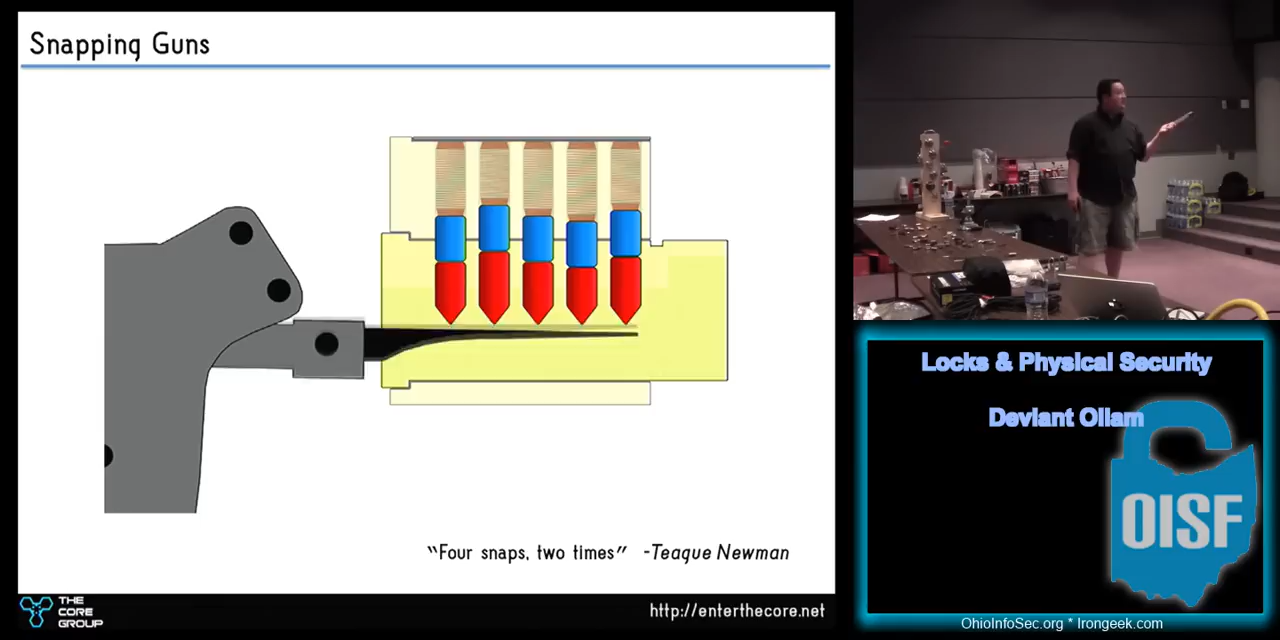 Snapping Guns
"Four snaps, two times" -Teague Newman
THE
CORE
GROUP
http://enterthecore.net
Locks & Physical Security
Deviant Ollam
OISF
OhioInfoSec.org * Irongeek.com